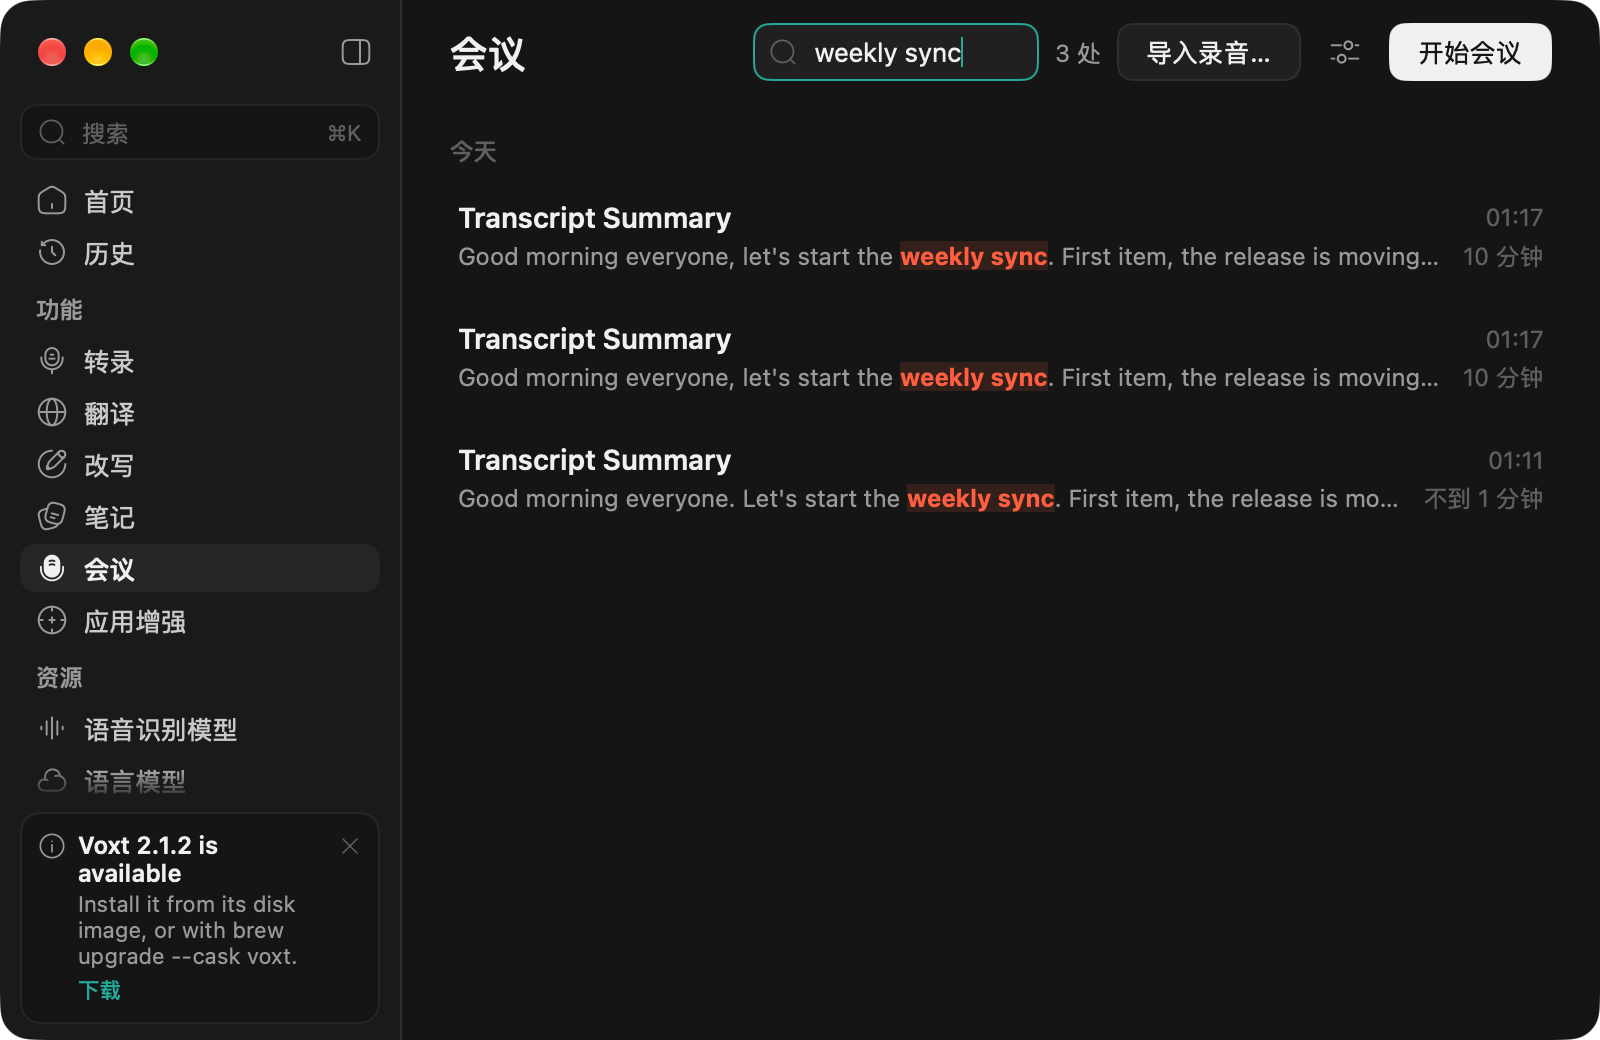 搜索
⌘K
首页
历史
功能
转录
翻译
改写
笔记
会议
应用增强
资源
语音识别模型
语言模型
Voxt 2.1.2 is
available
Install it from its disk
image, or with brew
upgrade --cask voxt.
下载
会议
weekly sync
3 处
导入录音...
开始会议
今天
Transcript Summary
01:17
Good morning everyone, let's start the weekly sync. First item, the release is moving...
10 分钟
Transcript Summary
01:17
Good morning everyone, let's start the weekly sync. First item, the release is moving...
10 分钟
Transcript Summary
01:11
Good morning everyone. Let's start the weekly sync. First item, the release is mo...
不到 1 分钟